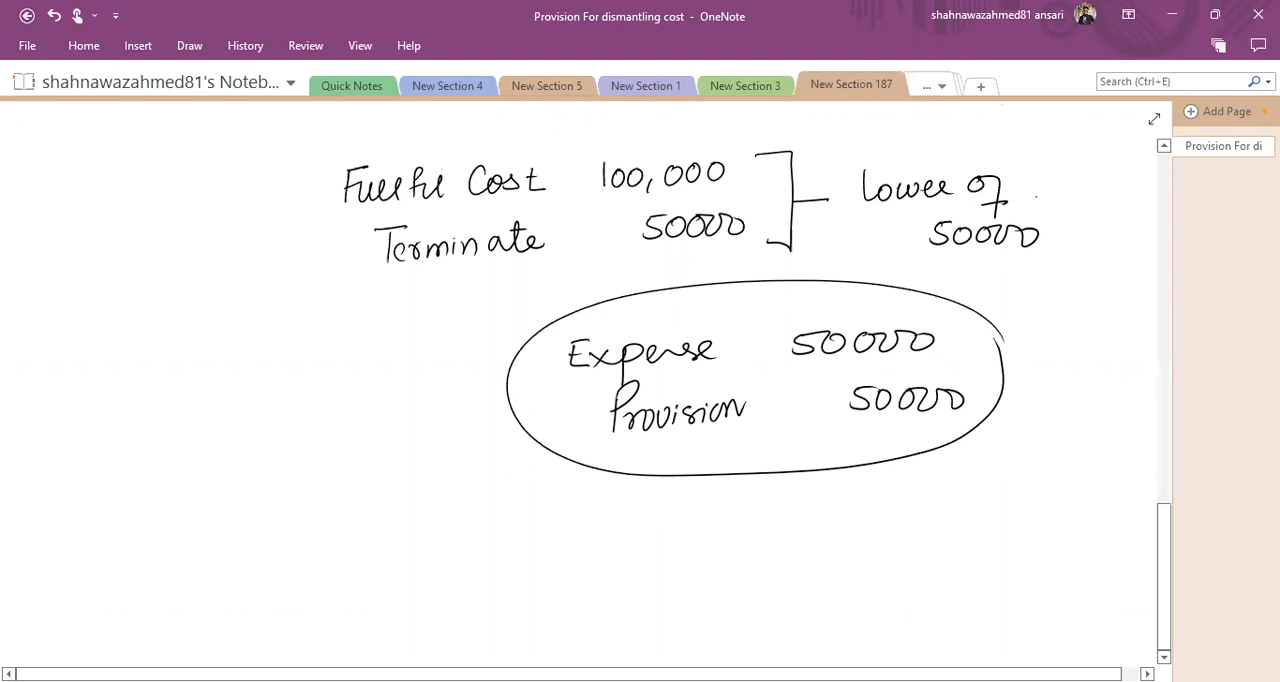 Provision For dismantling cost - OneNote
shahnawazahmed81 ansari
File Home Insert Draw History Review View Help
shahnawazahmed81's Noteb... Quick Notes New Section 4 New Section 5 New Section 1 New Section 3 New Section 187 ... + Search (Ctrl+E)
Add Page
Provision For di
Fullfil Cost 100,000
Terminate 50000
Lower of
50000
Expense 50000
Provision 50000